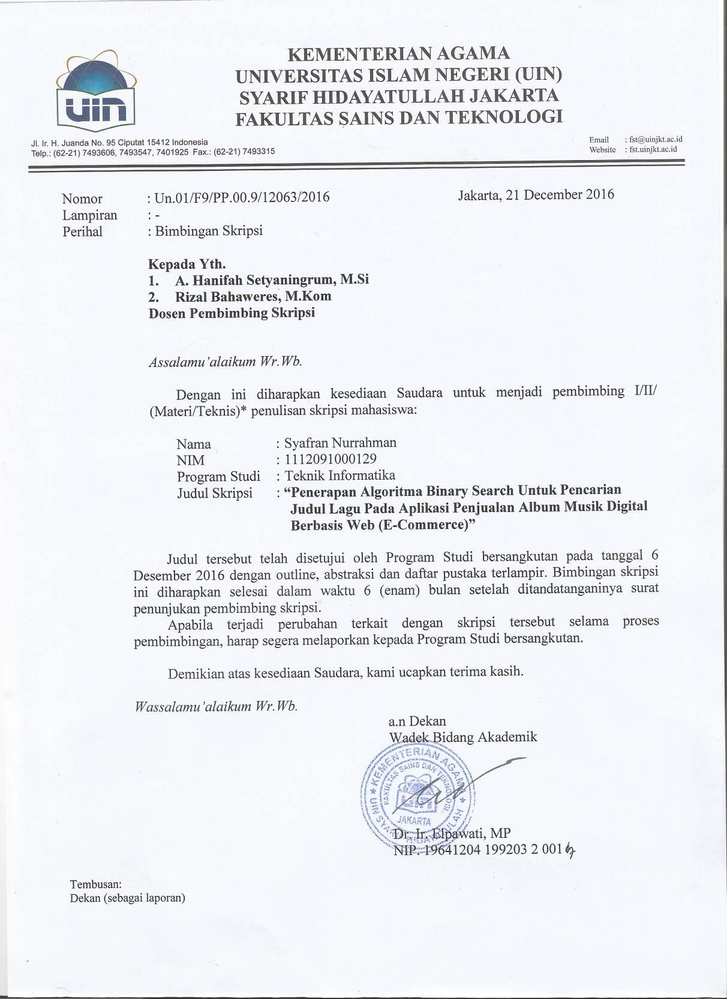 KEMENTERIAN AGAMA
UNIVERSITAS ISLAM NEGERI (UIN)
SYARIF HIDAYATULLAH JAKARTA
FAKULTAS SAINS DAN TEKNOLOGI
UIN
Jl. Ir. H. Juanda No. 95 Ciputat 15412 Indonesia
Telp.: (62-21) 7493606, 7493547, 7401925 Fax.: (62-21) 7493315
Email : fst@uinjkt.ac.id
Website : fst.uinjkt.ac.id
Nomor : Un.01/F9/PP.00.9/12063/2016 Jakarta, 21 December 2016
Lampiran : -
Perihal : Bimbingan Skripsi
Kepada Yth.
1. A. Hanifah Setyaningrum, M.Si
2. Rizal Bahaweres, M.Kom
Dosen Pembimbing Skripsi
Assalamu’alaikum Wr.Wb.
Dengan ini diharapkan kesediaan Saudara untuk menjadi pembimbing I/II/
(Materi/Teknis)* penulisan skripsi mahasiswa:
Nama : Syafran Nurrahman
NIM : 1112091000129
Program Studi : Teknik Informatika
Judul Skripsi : “Penerapan Algoritma Binary Search Untuk Pencarian
Judul Lagu Pada Aplikasi Penjualan Album Musik Digital
Berbasis Web (E-Commerce)”
Judul tersebut telah disetujui oleh Program Studi bersangkutan pada tanggal 6
Desember 2016 dengan outline, abstraksi dan daftar pustaka terlampir. Bimbingan skripsi
ini diharapkan selesai dalam waktu 6 (enam) bulan setelah ditandatanganinya surat
penunjukan pembimbing skripsi.
Apabila terjadi perubahan terkait dengan skripsi tersebut selama proses
pembimbingan, harap segera melaporkan kepada Program Studi bersangkutan.
Demikian atas kesediaan Saudara, kami ucapkan terima kasih.
Wassalamu’alaikum Wr.Wb.
a.n Dekan
Wadek Bidang Akademik
KEMENTERIAN AGAMA
UIN SYARIF HIDAYATULLAH
FAKULTAS SAINS DAN TEKNOLOGI
UIN
JAKARTA
Dr. Ir. Elpawati, MP
NIP. 19641204 199203 2 001
Tembusan:
Dekan (sebagai laporan)